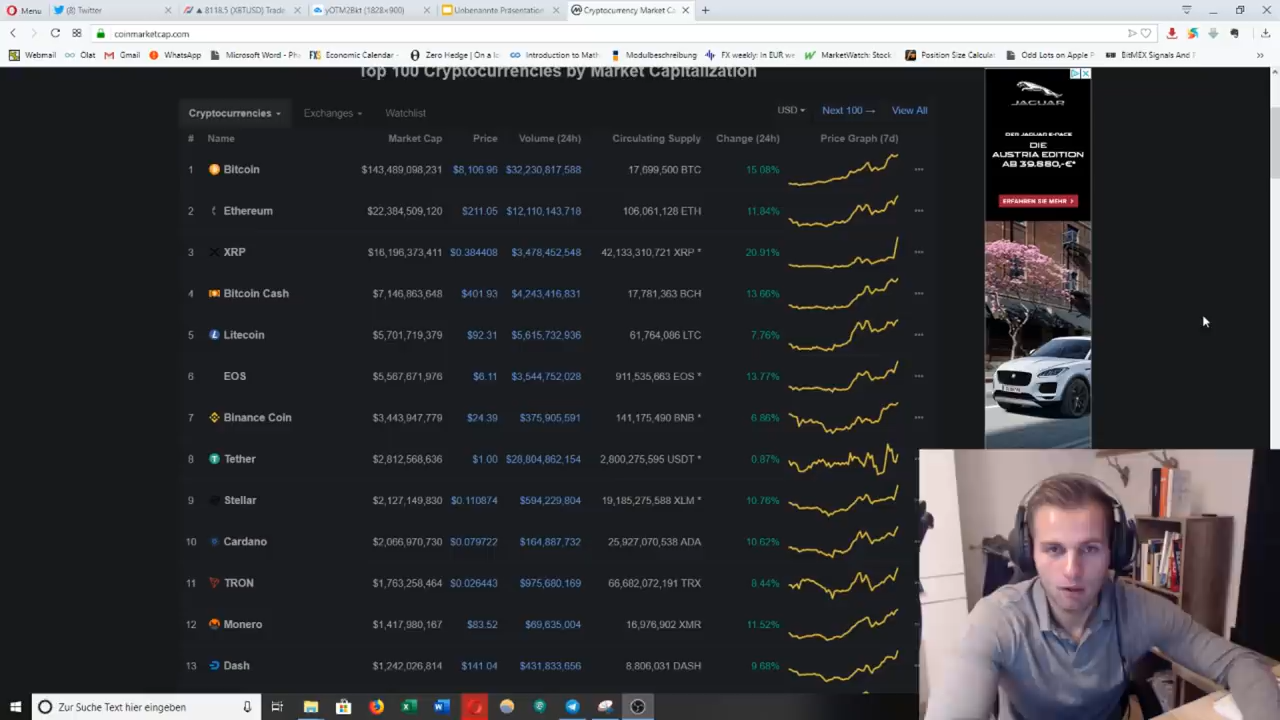 Menu
(8) Twitter
▲ 8118.5 (XBTUSD) Trade
yOTM2Bkt (1828×900)
Unbenannte Präsentation
Cryptocurrency Market Ca
coinmarketcap.com
Webmail
Olat
Gmail
WhatsApp
Microsoft Word - Ph
Economic Calendar -
Zero Hedge | On a lo
Introduction to Math
Modulbeschreibung
FX weekly: In EUR we
MarketWatch: Stock
Position Size Calcula
Odd Lots on Apple P
BitMEX Signals And
Top 100 Cryptocurrencies by Market Capitalization
Cryptocurrencies
Exchanges
Watchlist
USD
Next 100 →
View All
# Name Market Cap Price Volume (24h) Circulating Supply Change (24h) Price Graph (7d)
1 Bitcoin $143,489,098,231 $8,106.96 $32,230,817,588 17,699,500 BTC 15.08%
2 Ethereum $22,384,509,120 $211.05 $12,110,143,718 106,061,128 ETH 11.84%
3 XRP $16,196,373,411 $0.384408 $3,478,452,548 42,133,310,721 XRP * 20.91%
4 Bitcoin Cash $7,146,863,648 $401.93 $4,243,416,831 17,781,363 BCH 13.66%
5 Litecoin $5,701,719,379 $92.31 $5,615,732,936 61,764,086 LTC 7.76%
6 EOS $5,567,671,976 $6.11 $3,544,752,028 911,535,663 EOS * 13.77%
7 Binance Coin $3,443,947,779 $24.39 $375,905,591 141,175,490 BNB * 6.86%
8 Tether $2,812,568,636 $1.00 $28,804,862,154 2,800,275,595 USDT * 0.87%
9 Stellar $2,127,149,830 $0.110874 $594,229,804 19,185,275,588 XLM * 10.76%
10 Cardano $2,066,970,730 $0.079722 $164,887,732 25,927,070,538 ADA 10.62%
11 TRON $1,763,258,464 $0.026443 $975,680,169 66,682,072,191 TRX 8.44%
12 Monero $1,417,980,167 $83.52 $69,635,004 16,976,902 XMR 11.52%
13 Dash $1,242,026,814 $141.04 $431,833,656 8,806,031 DASH 9.68%
JAGUAR
DER JAGUAR E-PACE
DIE
AUSTRIA EDITION
AB 39.880,-€*
ERFAHREN SIE MEHR
Zur Suche Text hier eingeben